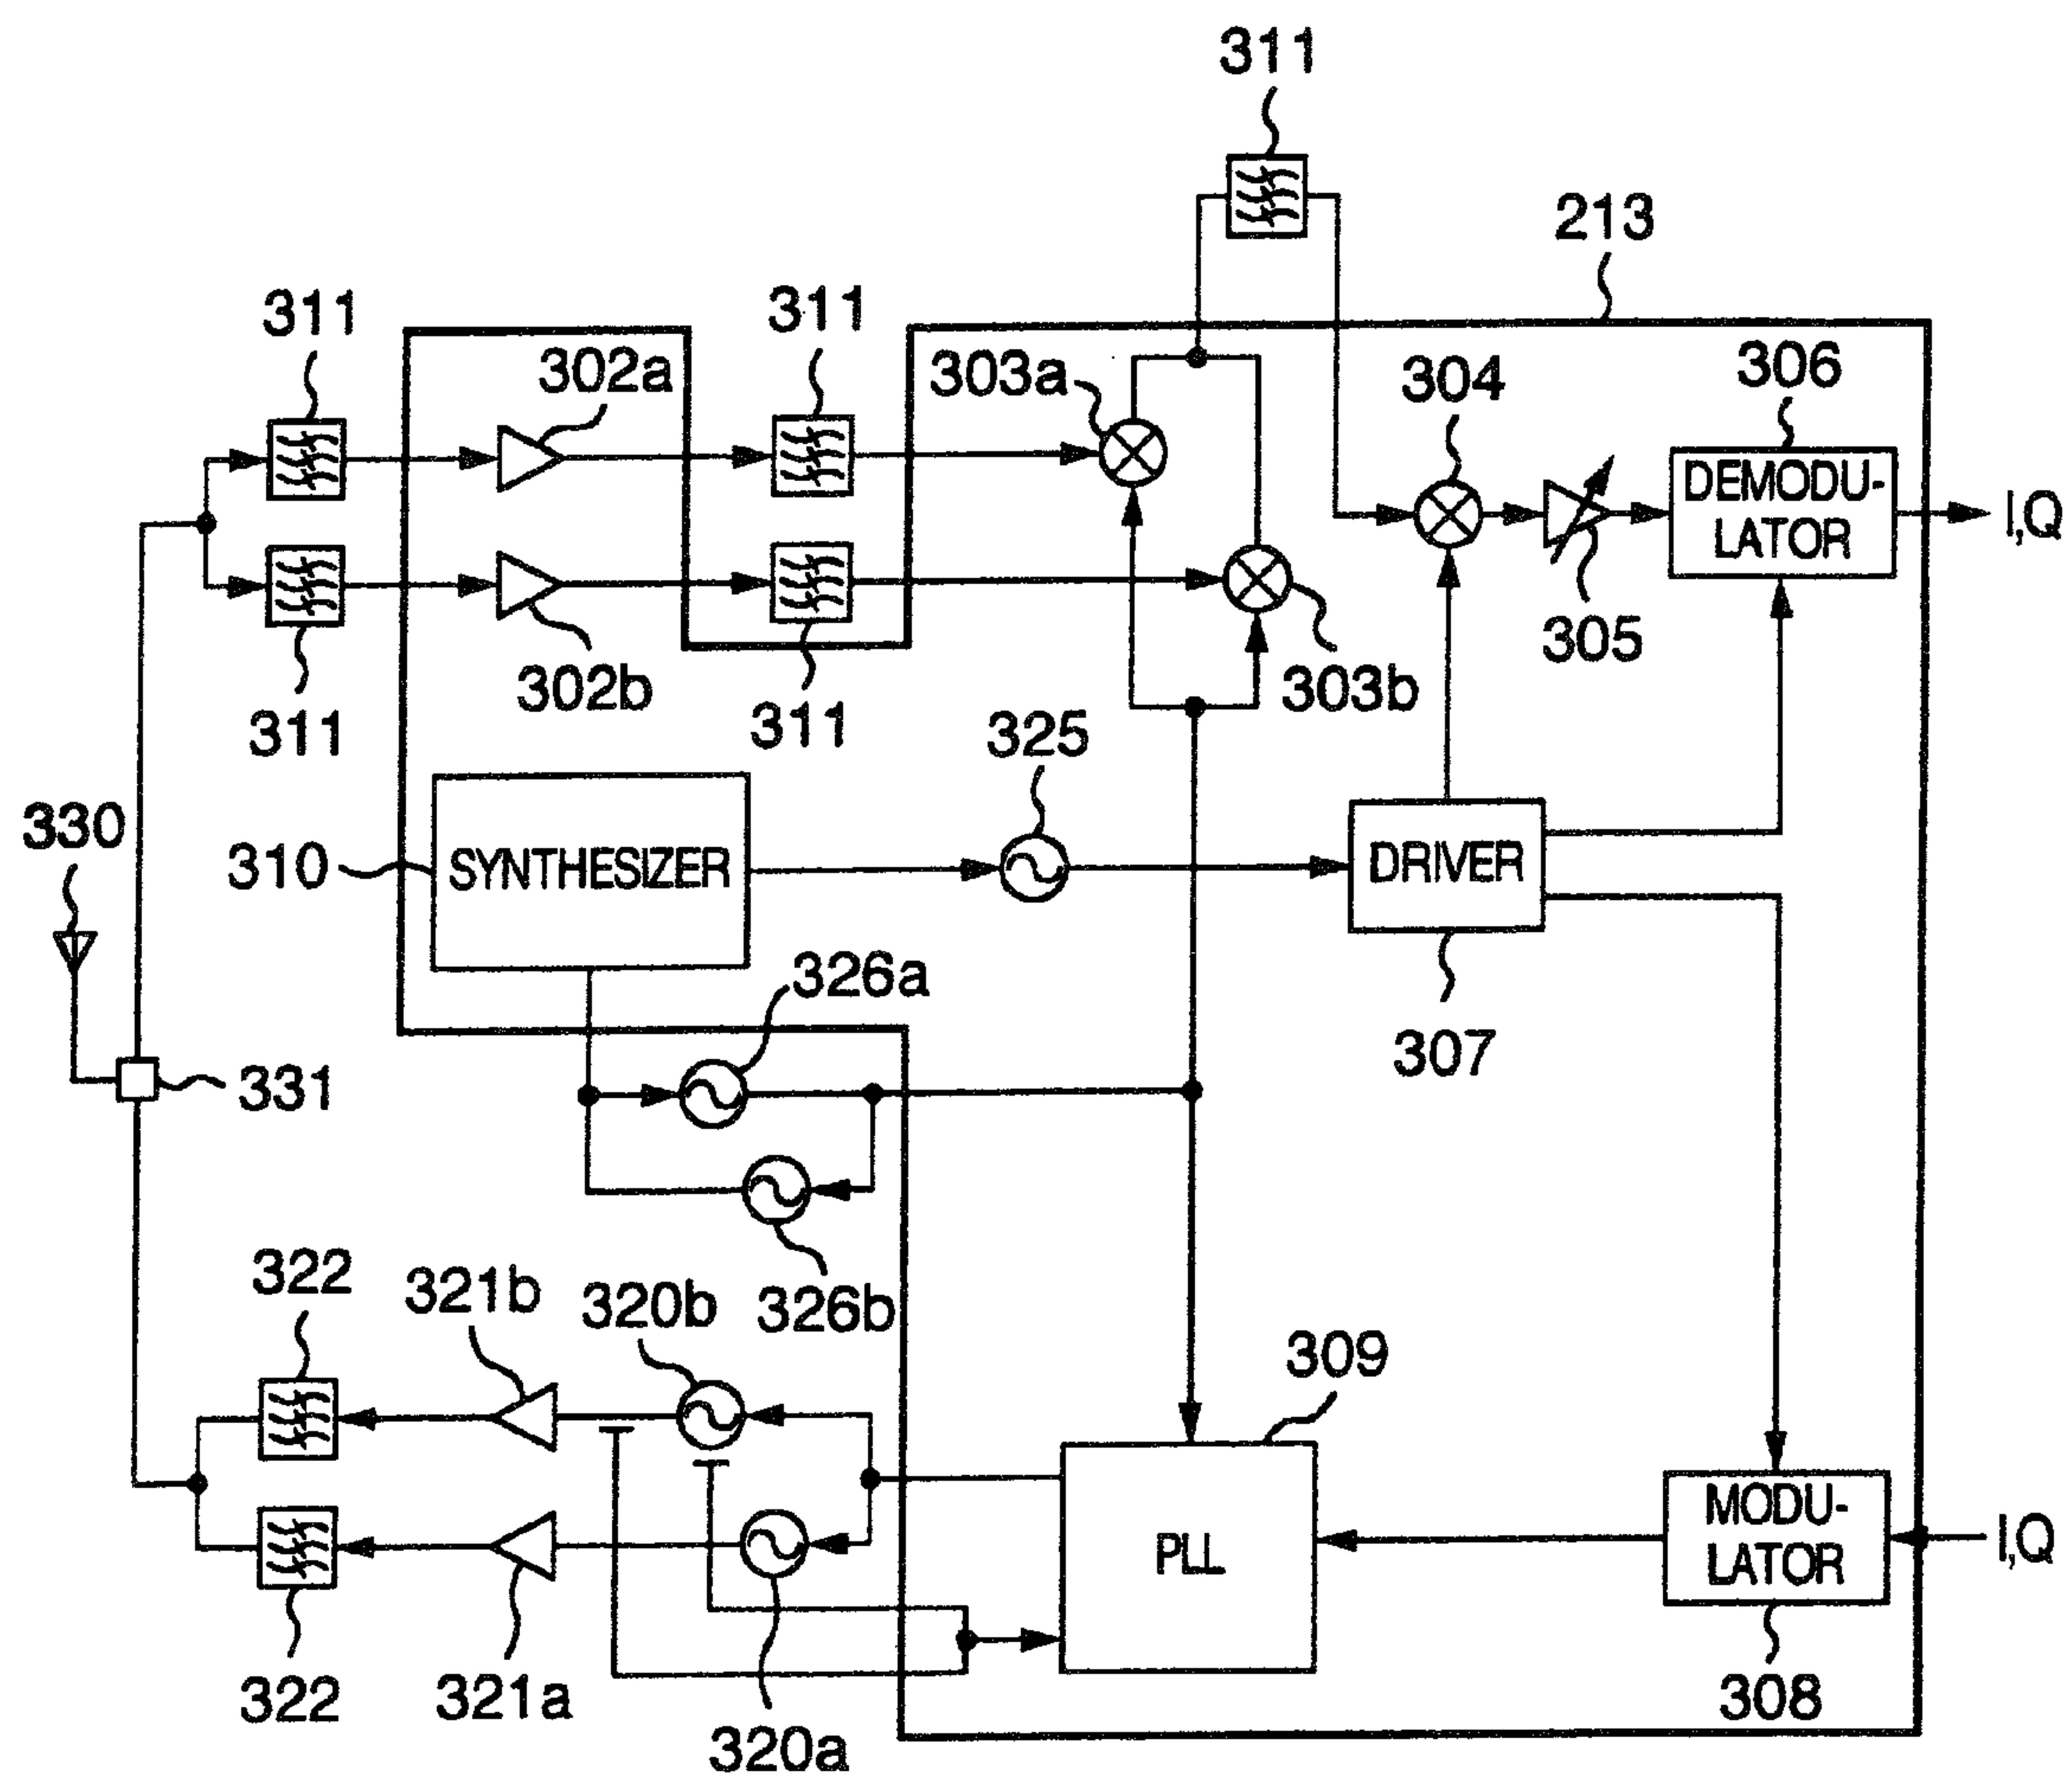 311
213
311
311
302a
303a
304
306
DEMODU-
LATOR
I,Q
305
302b
303b
311
311
325
330
310
SYNTHESIZER
DRIVER
326a
307
331
322
321b
320b
326b
309
MODU-
LATOR
I,Q
PLL
322
321a
320a
308